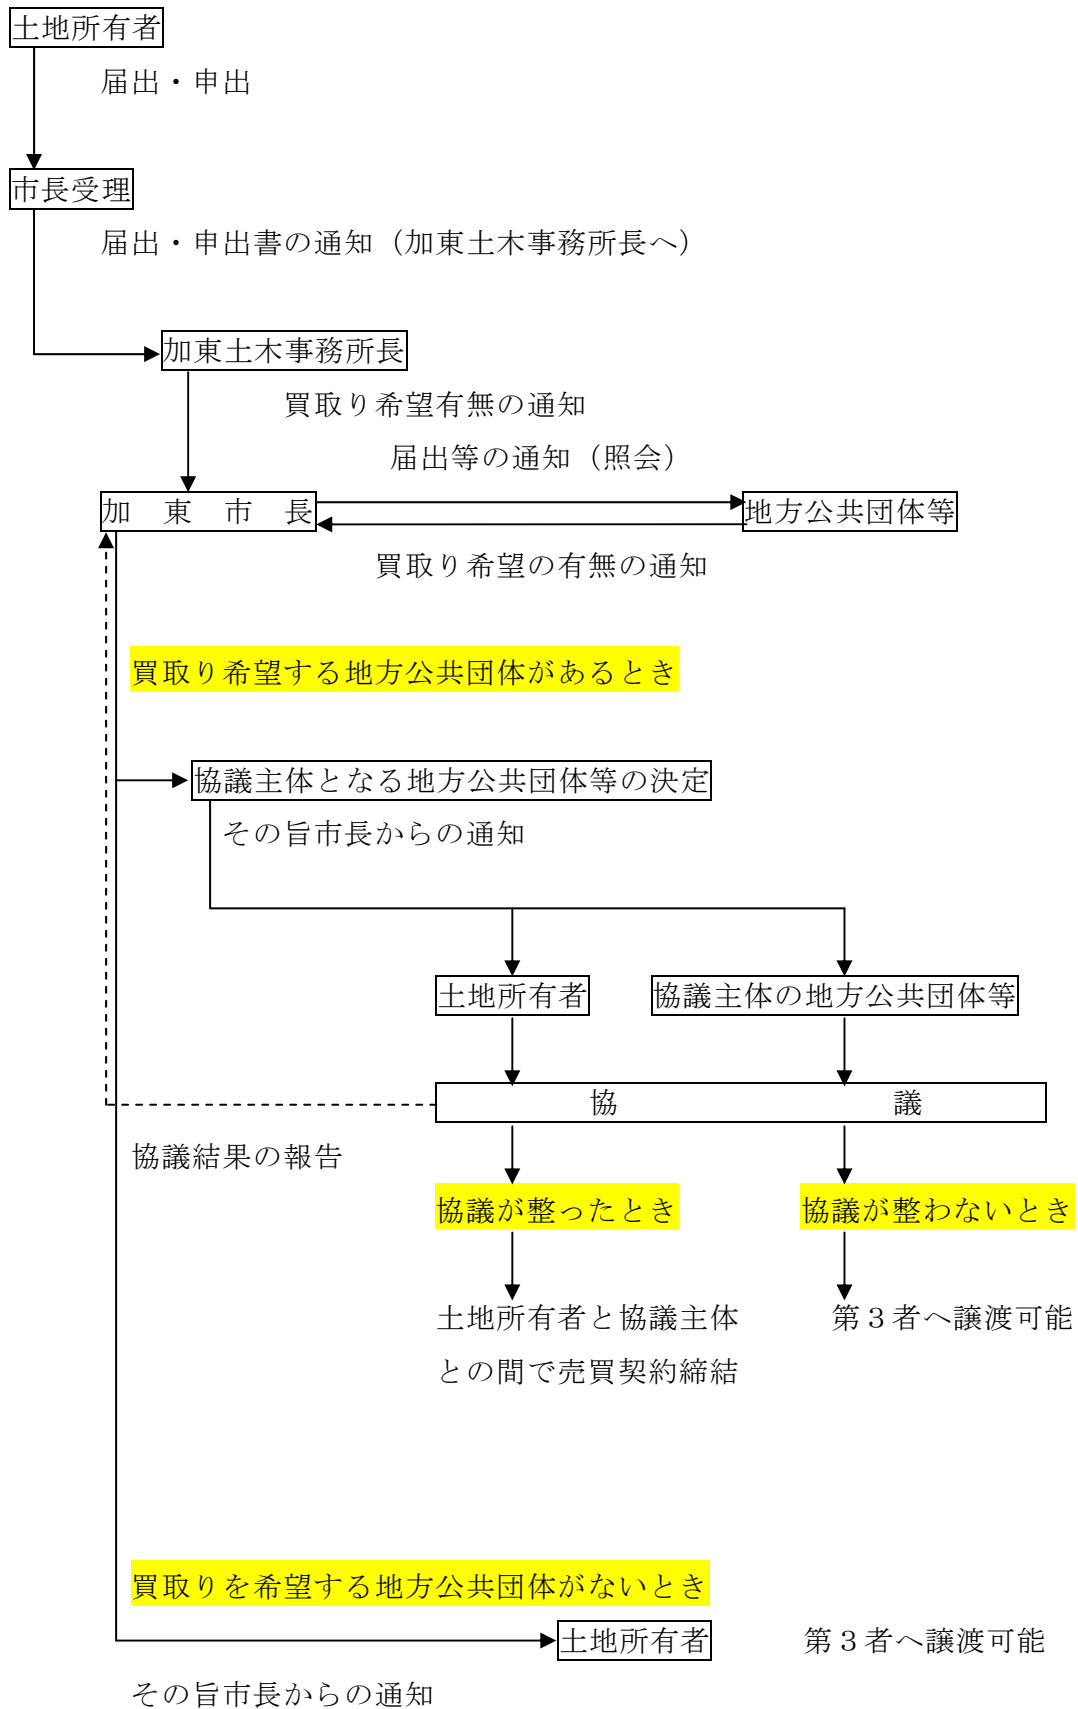 土地所有者
届出・申出
市長受理
届出・申出書の通知（加東土木事務所長へ）
加東土木事務所長
買取り希望有無の通知
届出等の通知（照会）
加　東　市　長
地方公共団体等
買取り希望の有無の通知
買取り希望する地方公共団体があるとき
協議主体となる地方公共団体等の決定
その旨市長からの通知
土地所有者
協議主体の地方公共団体等
協　　　　　　　　　議
協議結果の報告
協議が整ったとき
協議が整わないとき
土地所有者と協議主体
との間で売買契約締結
第３者へ譲渡可能
買取りを希望する地方公共団体がないとき
土地所有者
第３者へ譲渡可能
その旨市長からの通知